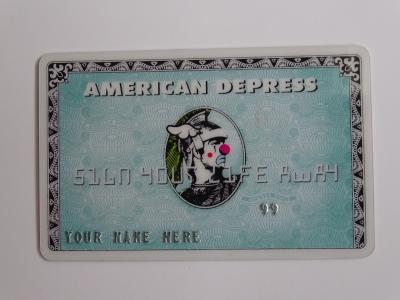 AMERICAN DEPRESS
SIGN YOUR LIFE AWAY
99
YOUR NAME HERE